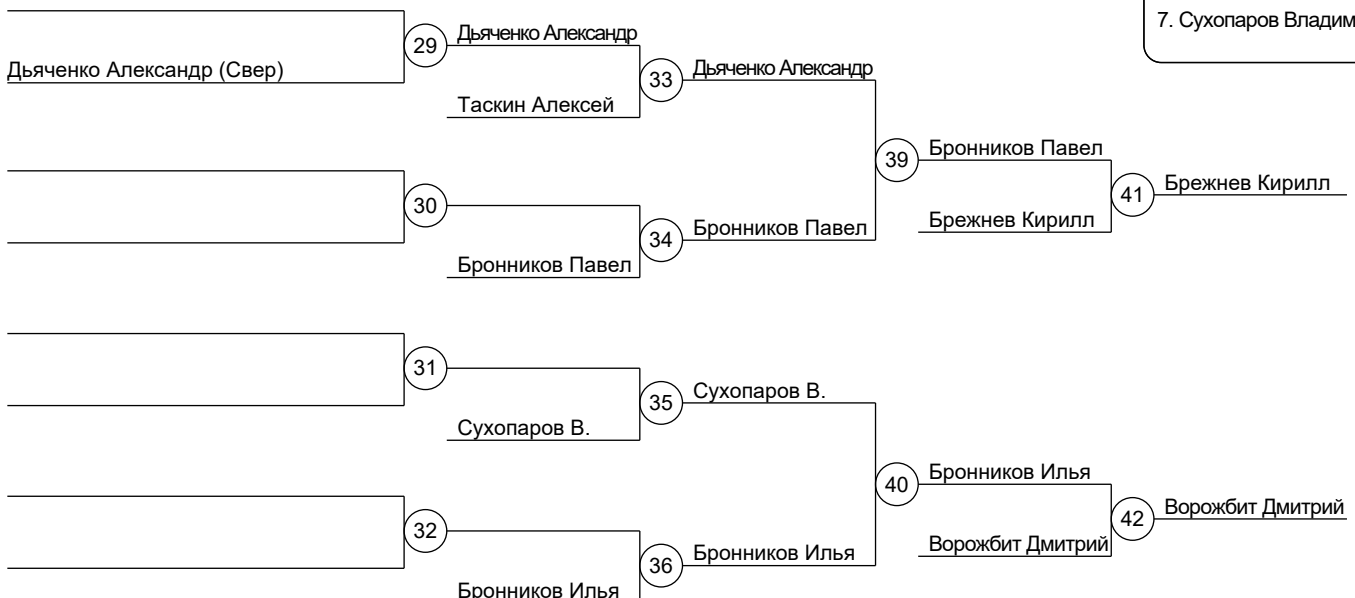 7. Сухопаров Владим
29
Дьяченко Александр
Дьяченко Александр (Свер)
33
Дьяченко Александр
Таскин Алексей
39
Бронников Павел
41
Брежнев Кирилл
30
34
Бронников Павел
Брежнев Кирилл
Бронников Павел
31
35
Сухопаров В.
Сухопаров В.
40
Бронников Илья
42
Ворожбит Дмитрий
32
36
Бронников Илья
Ворожбит Дмитрий
Бронников Илья